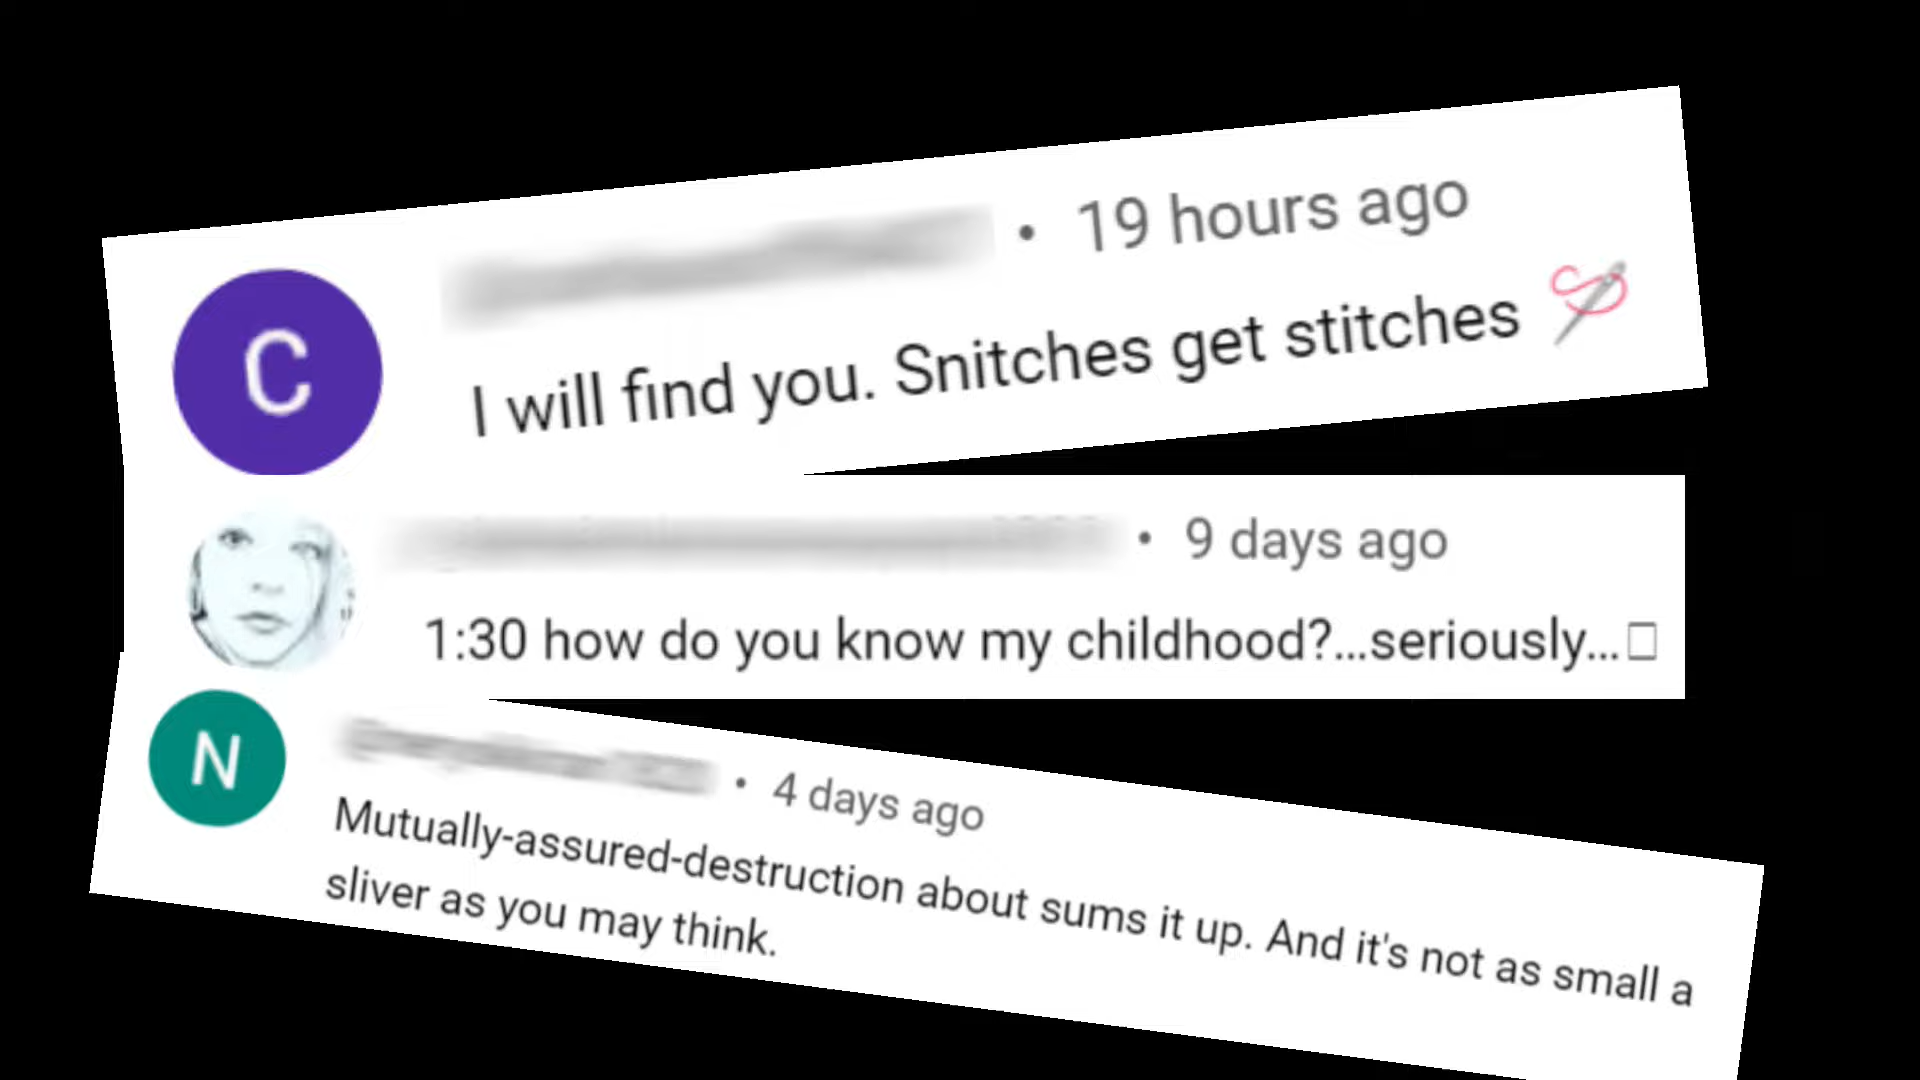 C
• 19 hours ago
I will find you. Snitches get stitches 🪡
• 9 days ago
1:30 how do you know my childhood?...seriously...□
N
• 4 days ago
Mutually-assured-destruction about sums it up. And it's not as small a
sliver as you may think.